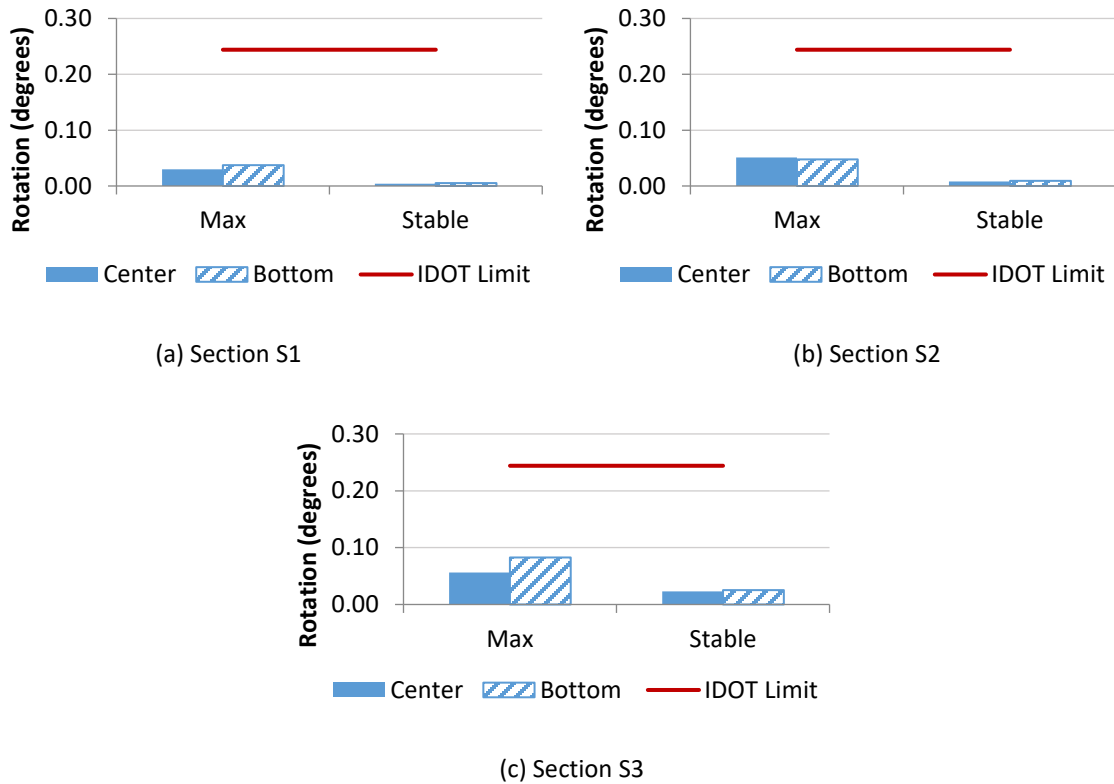 0.30
0.20
0.10
0.00
Rotation (degrees)
Max Stable
Center Bottom IDOT Limit
(a) Section S1
0.30
0.20
0.10
0.00
Rotation (degrees)
Max Stable
Center Bottom IDOT Limit
(b) Section S2
0.30
0.20
0.10
0.00
Rotation (degrees)
Max Stable
Center Bottom IDOT Limit
(c) Section S3